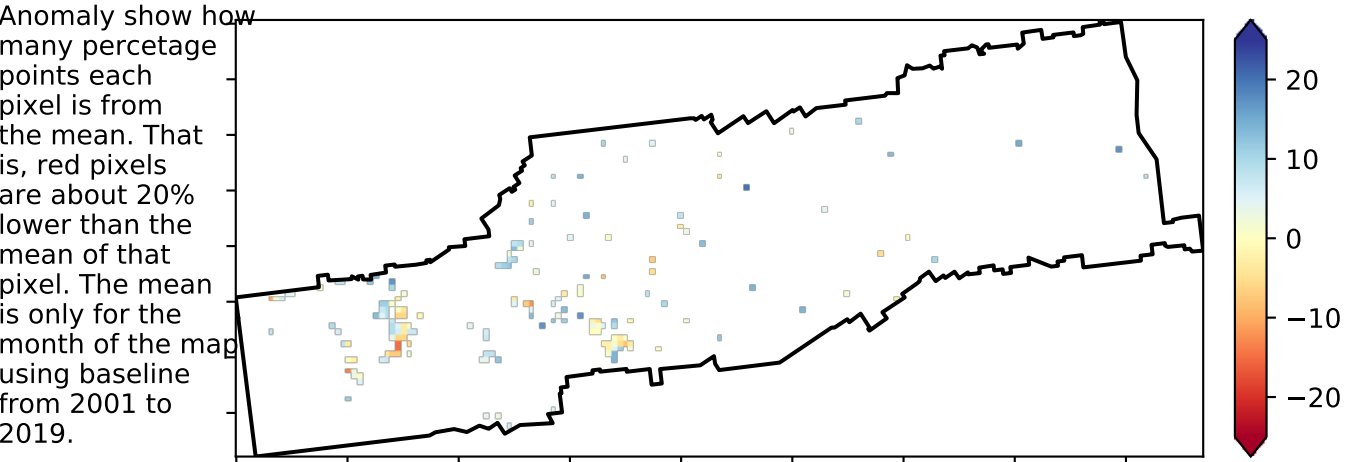 Anomaly show how
many percetage
points each
pixel is from
the mean. That
is, red pixels
are about 20%
lower than the
mean of that
pixel. The mean
is only for the
month of the map
using baseline
from 2001 to
2019.
20
10
0
−10
−20